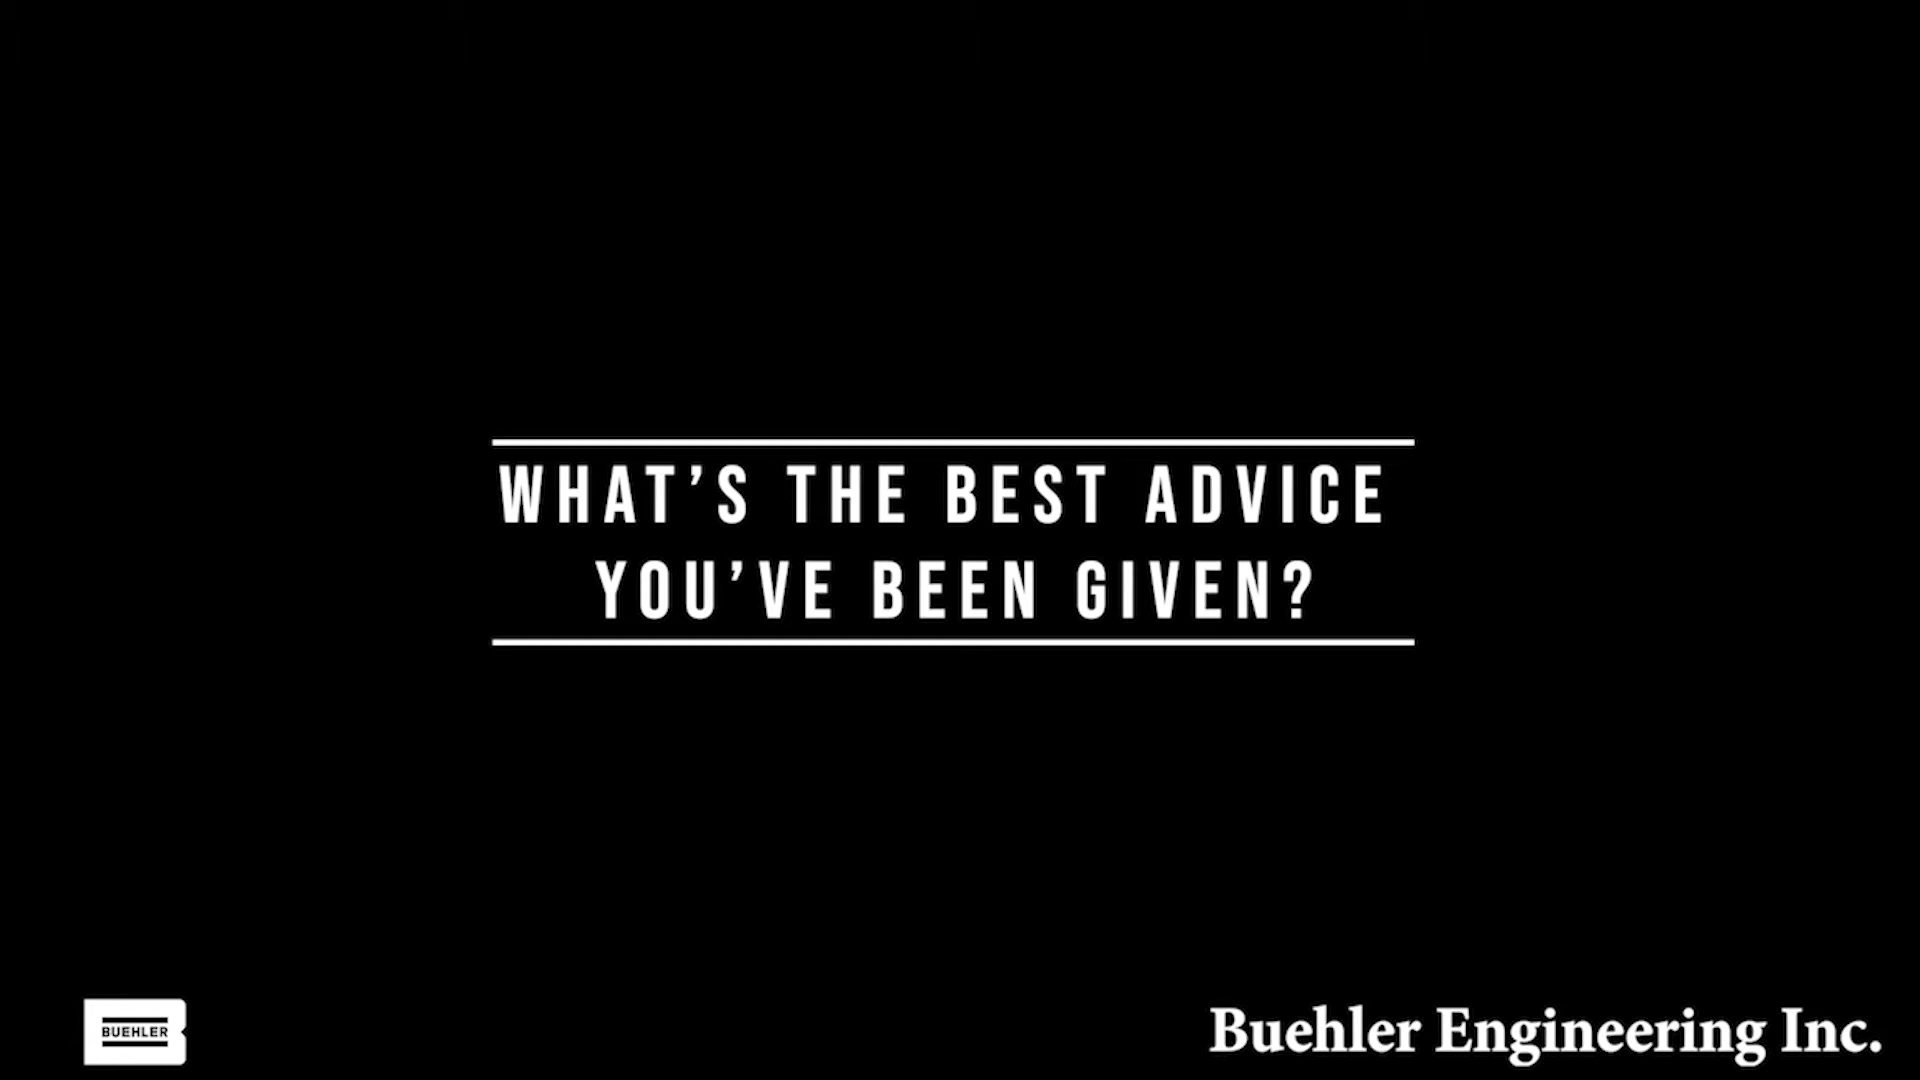 WHAT’S THE BEST ADVICE
YOU’VE BEEN GIVEN?
BUEHLER
Buehler Engineering Inc.